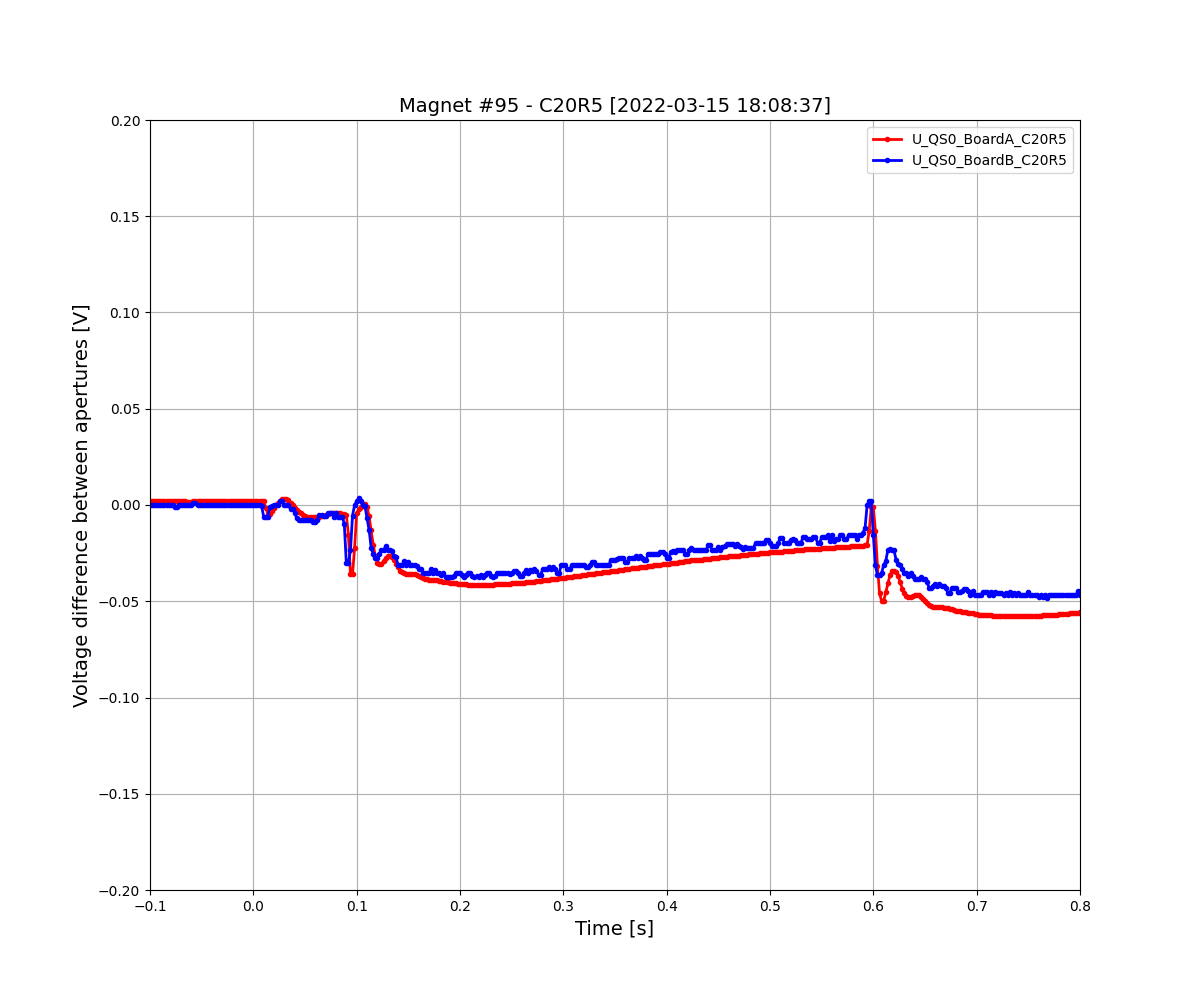 Magnet #95 - C20R5 [2022-03-15 18:08:37]
U_QS0_BoardA_C20R5
U_QS0_BoardB_C20R5
Voltage difference between apertures [V]
0.20
0.15
0.10
0.05
0.00
−0.05
−0.10
−0.15
−0.20
−0.1 0.0 0.1 0.2 0.3 0.4 0.5 0.6 0.7 0.8
Time [s]